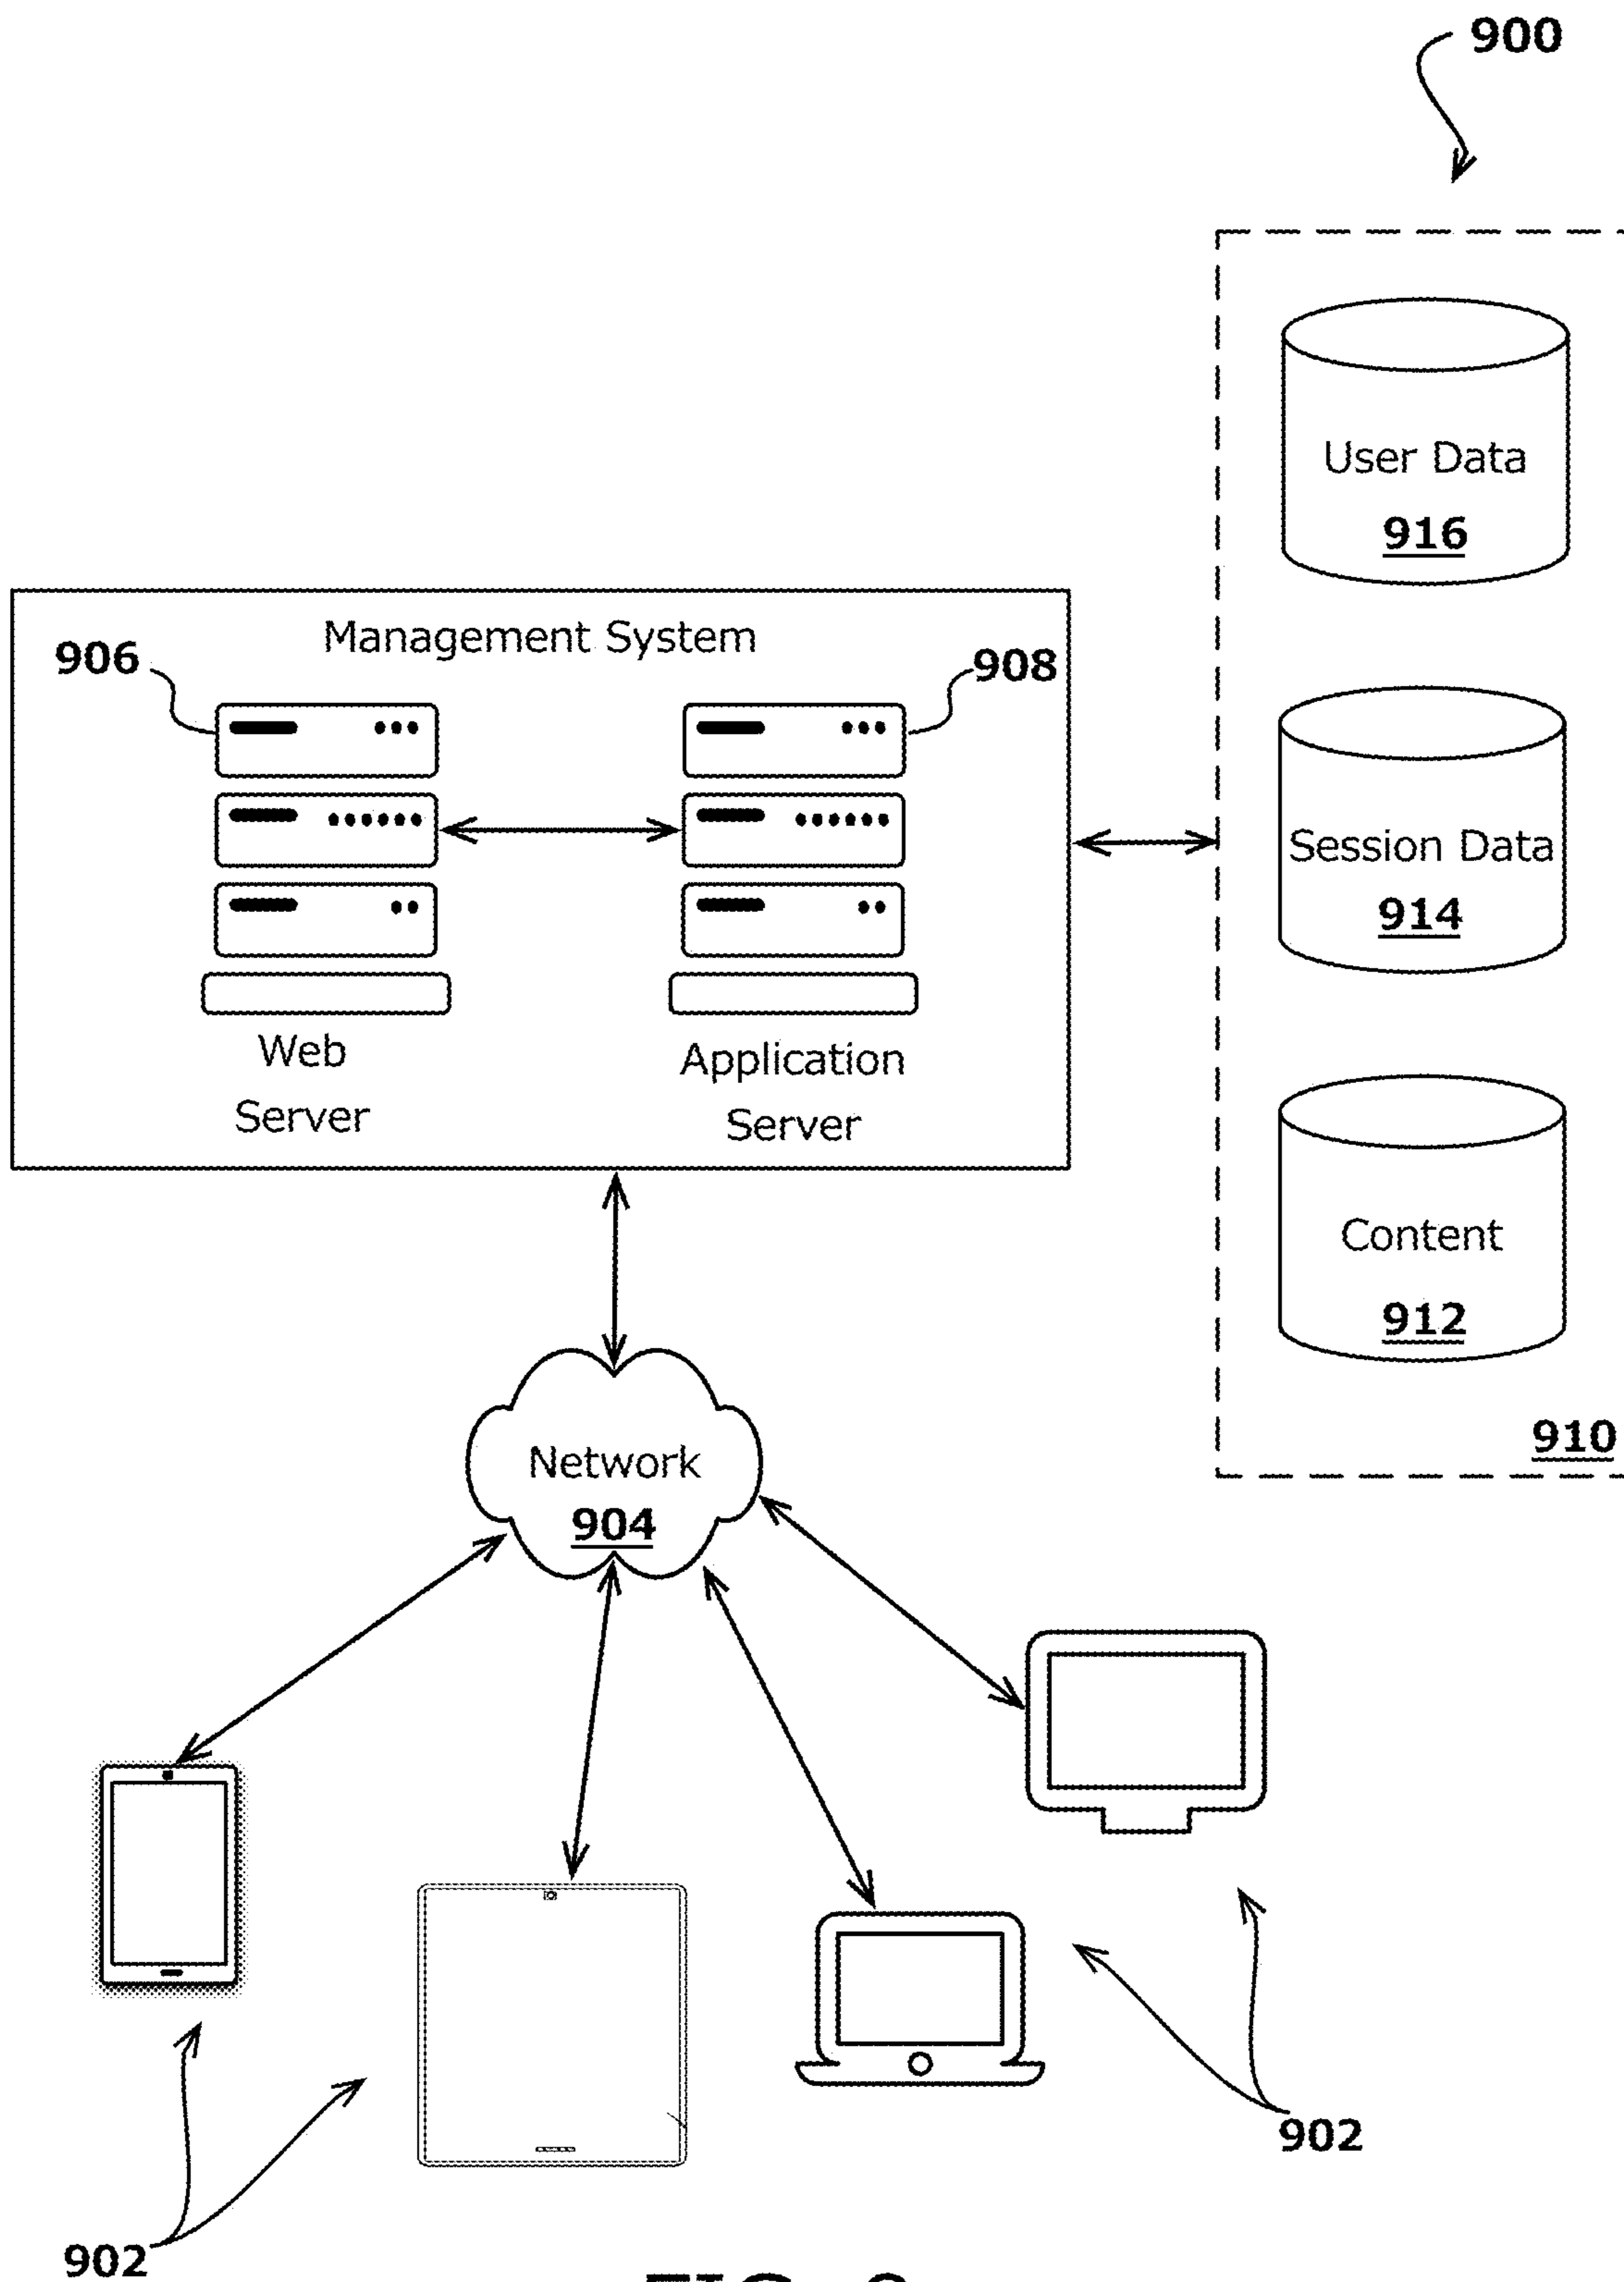 900
User Data
916
Management System
906
908
Session Data
914
Web
Server
Application
Server
Content
912
910
Network
904
902
902